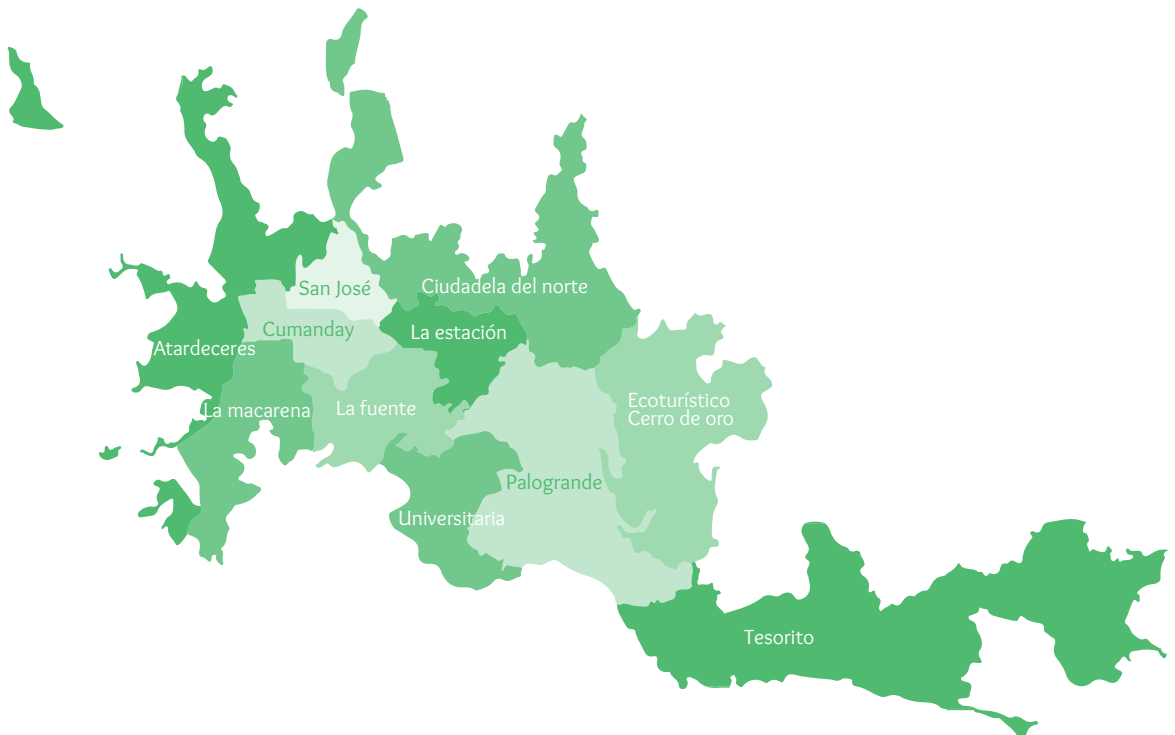 San José
Ciudadela del norte
Cumanday
La estación
Atardeceres
La macarena
La fuente
Ecoturístico
Cerro de oro
Palogrande
Universitaria
Tesorito